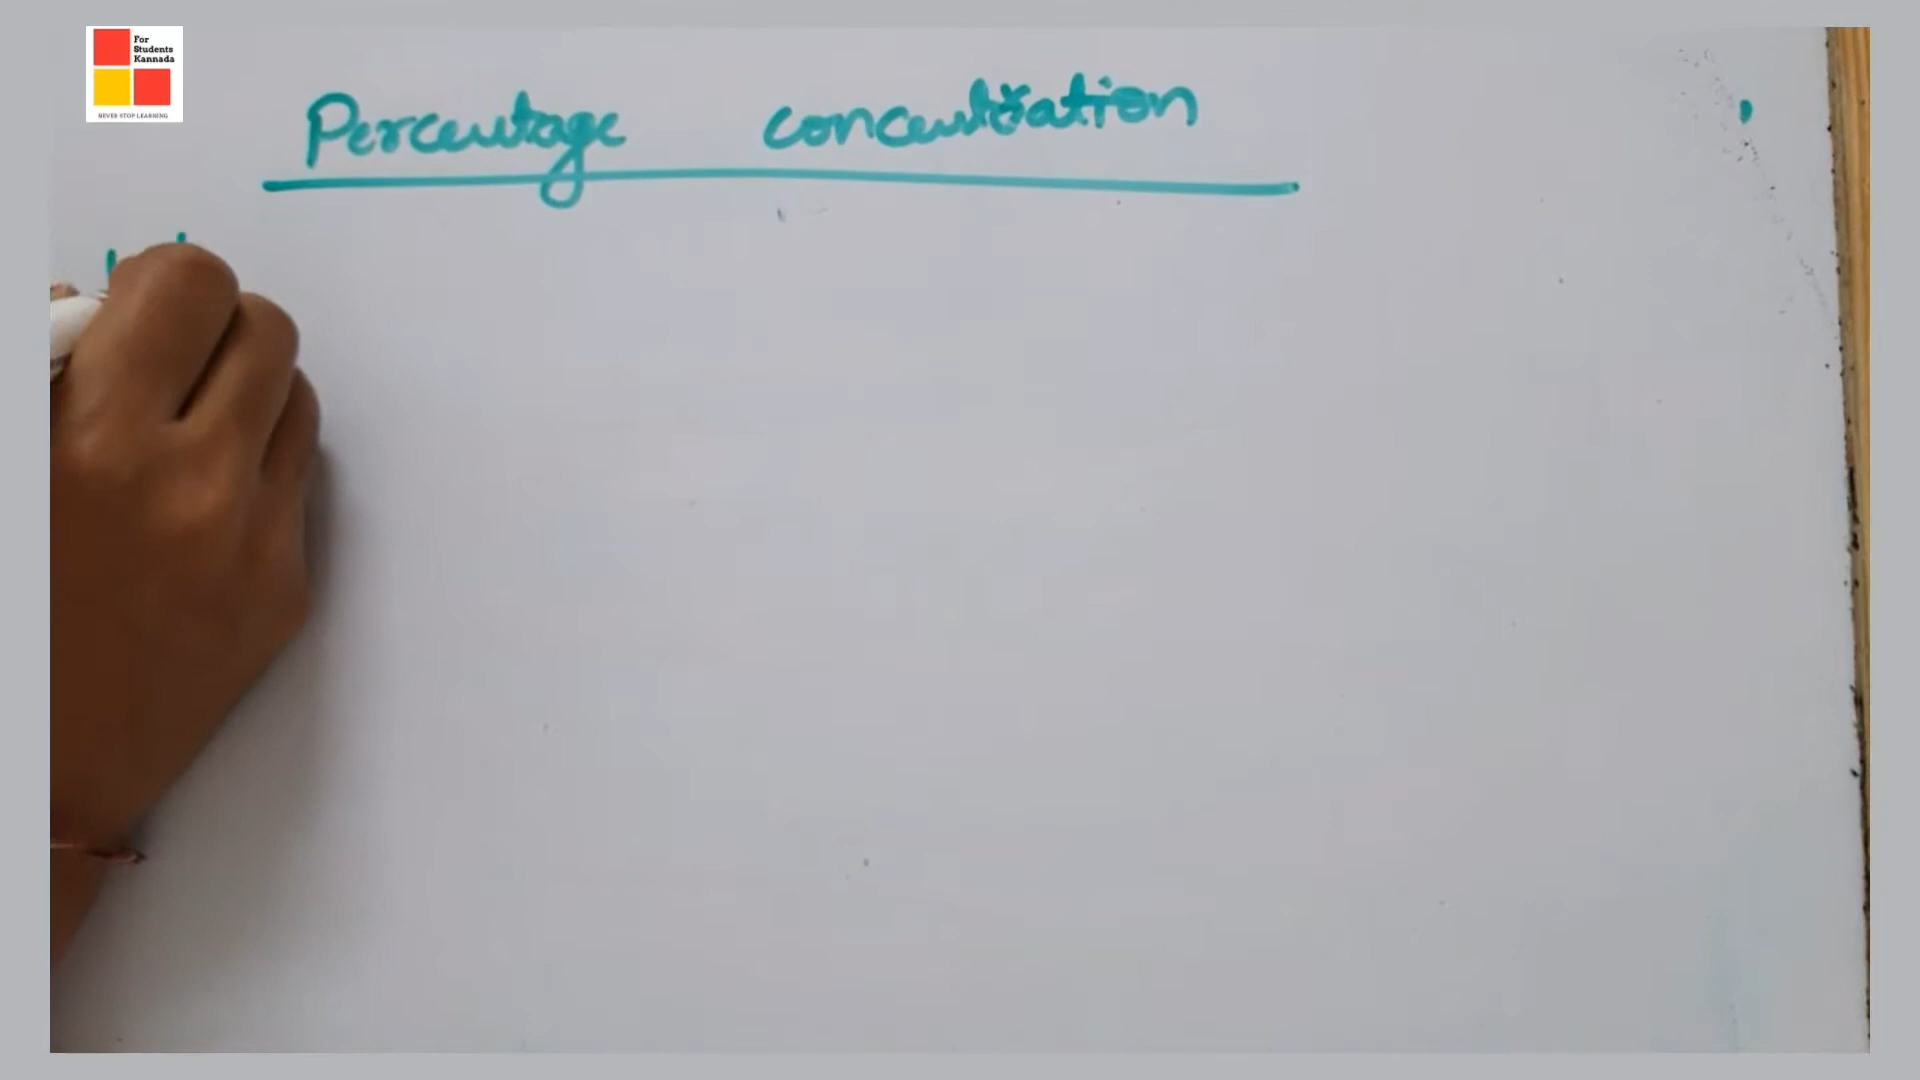 For
Students
Kannada
NEVER STOP LEARNING
Percentage concentration